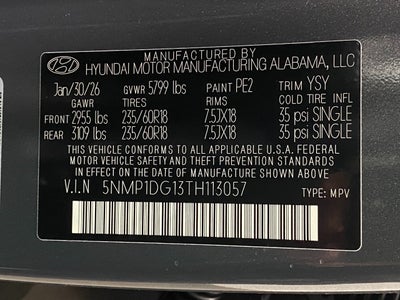 MANUFACTURED BY
HYUNDAI MOTOR MANUFACTURING ALABAMA, LLC
Jan/30/26 GVWR 5799 lbs PAINT PE2 TRIM YSY
GAWR TIRES RIMS COLD TIRE INFL
FRONT 2955 lbs 235/60R18 7.5JX18 35 psi SINGLE
REAR 3109 lbs 235/60R18 7.5JX18 35 psi SINGLE
THIS VEHICLE CONFORMS TO ALL APPLICABLE U.S.A. FEDERAL
MOTOR VEHICLE SAFETY, BUMPER, AND THEFT PREVENTION STANDARDS
IN EFFECT ON THE DATE OF MANUFACTURE SHOWN ABOVE.
V.I.N 5NMP1DG13TH113057 TYPE: MPV